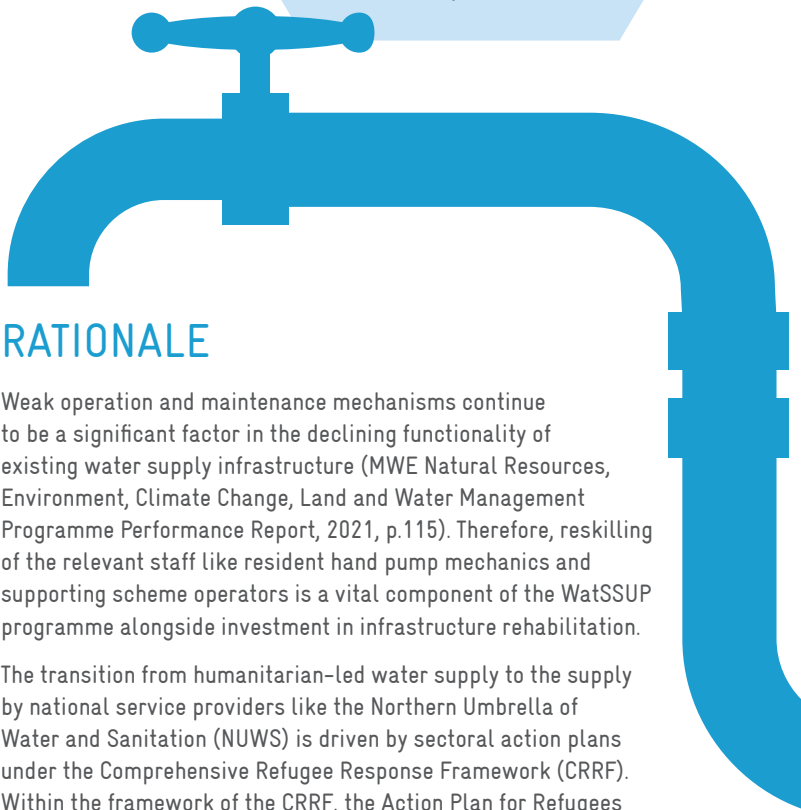 RATIONALE
Weak operation and maintenance mechanisms continue
to be a significant factor in the declining functionality of
existing water supply infrastructure (MWE Natural Resources,
Environment, Climate Change, Land and Water Management
Programme Performance Report, 2021, p.115). Therefore, reskilling
of the relevant staff like resident hand pump mechanics and
supporting scheme operators is a vital component of the WatSSUP
programme alongside investment in infrastructure rehabilitation.
The transition from humanitarian-led water supply to the supply
by national service providers like the Northern Umbrella of
Water and Sanitation (NUWS) is driven by sectoral action plans
under the Comprehensive Refugee Response Framework (CRRF).
Within the framework of the CRRF, the Action Plan for Refugees